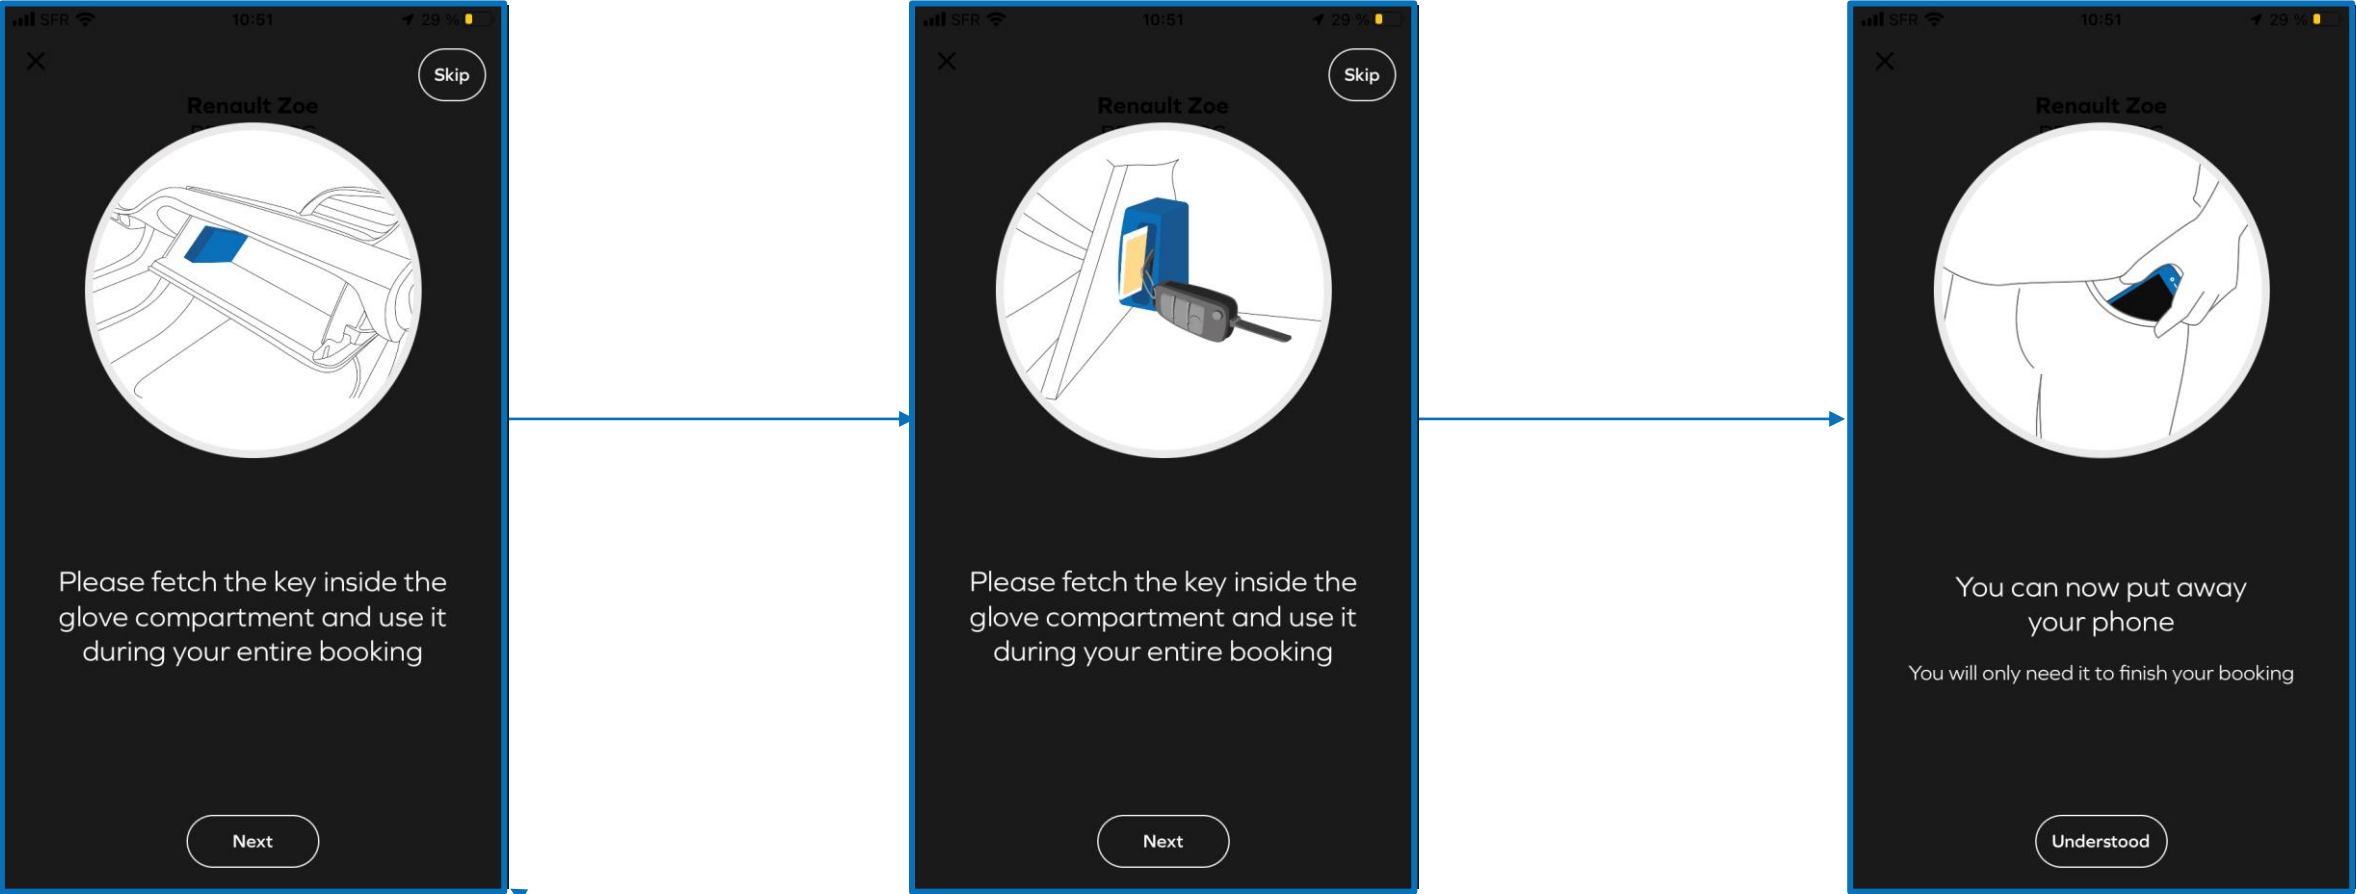 SFR 10:51 29 %
Skip
Renault Zoe
Please fetch the key inside the
glove compartment and use it
during your entire booking
Next
SFR 10:51 29 %
Skip
Renault Zoe
Please fetch the key inside the
glove compartment and use it
during your entire booking
Next
SFR 10:51 29 %
Renault Zoe
You can now put away
your phone
You will only need it to finish your booking
Understood